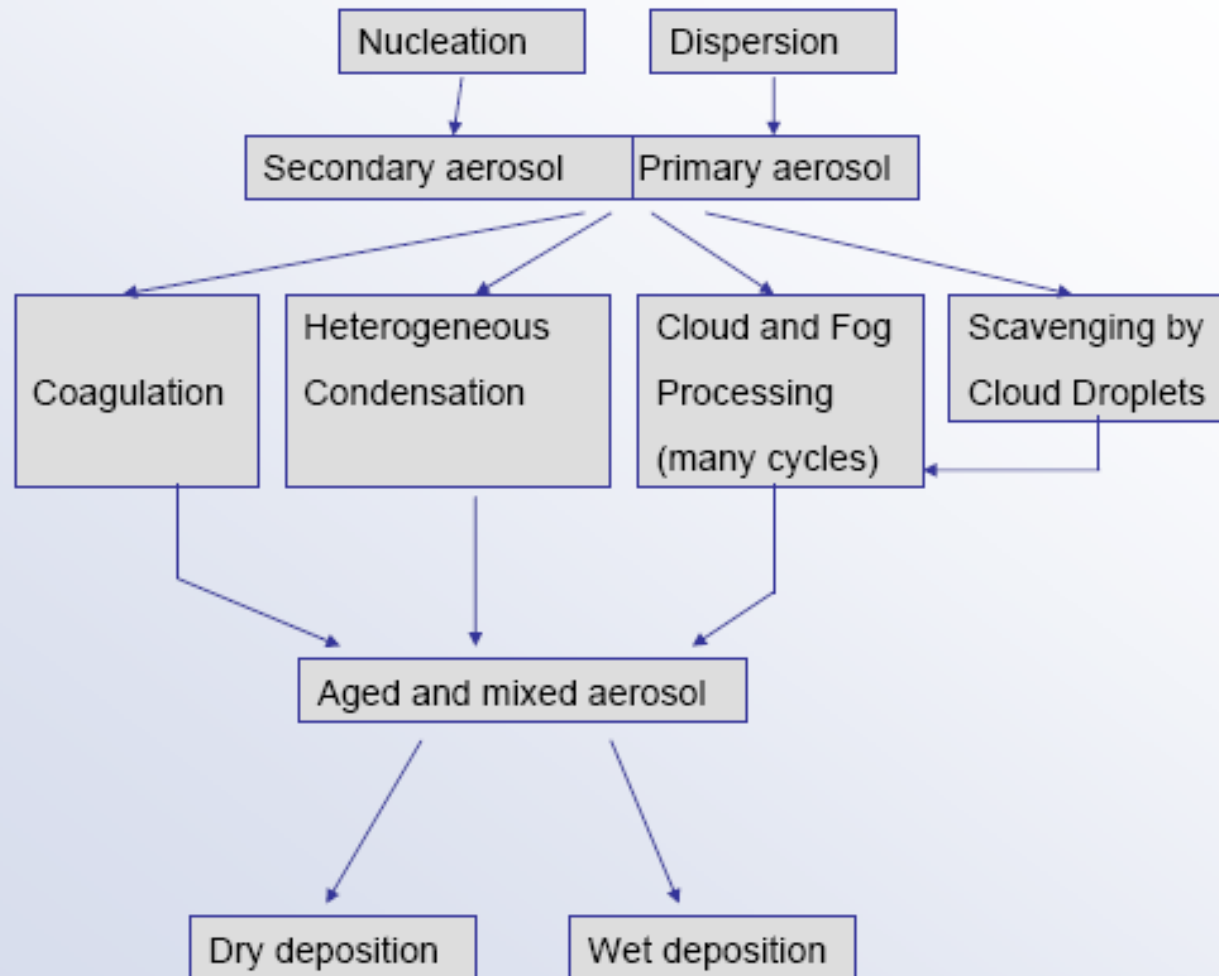 Nucleation
Dispersion
Secondary aerosol
Primary aerosol
Coagulation
Heterogeneous
Condensation
Cloud and Fog
Processing
(many cycles)
Scavenging by
Cloud Droplets
Aged and mixed aerosol
Dry deposition
Wet deposition